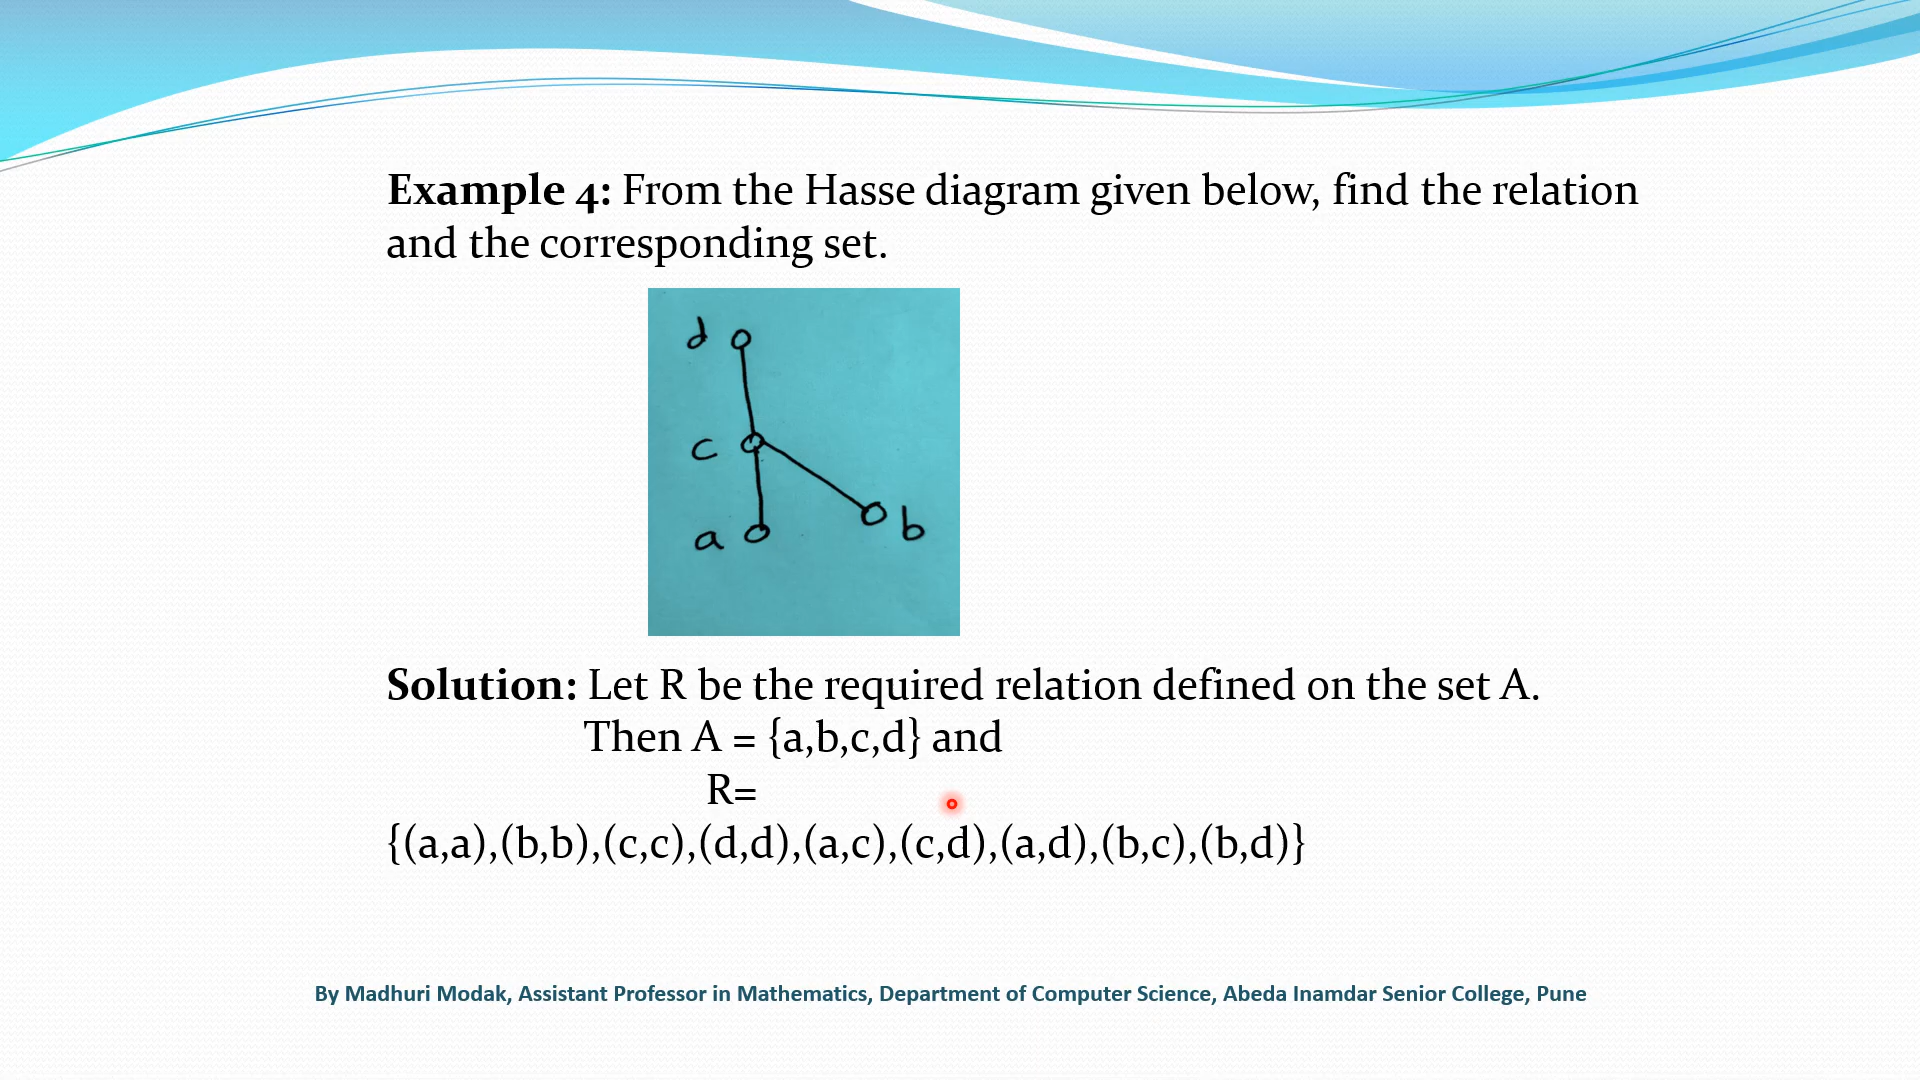 Example 4: From the Hasse diagram given below, find the relation
and the corresponding set.
d
c
a
b
Solution: Let R be the required relation defined on the set A.
Then A = {a,b,c,d} and
R=
{(a,a),(b,b),(c,c),(d,d),(a,c),(c,d),(a,d),(b,c),(b,d)}
By Madhuri Modak, Assistant Professor in Mathematics, Department of Computer Science, Abeda Inamdar Senior College, Pune